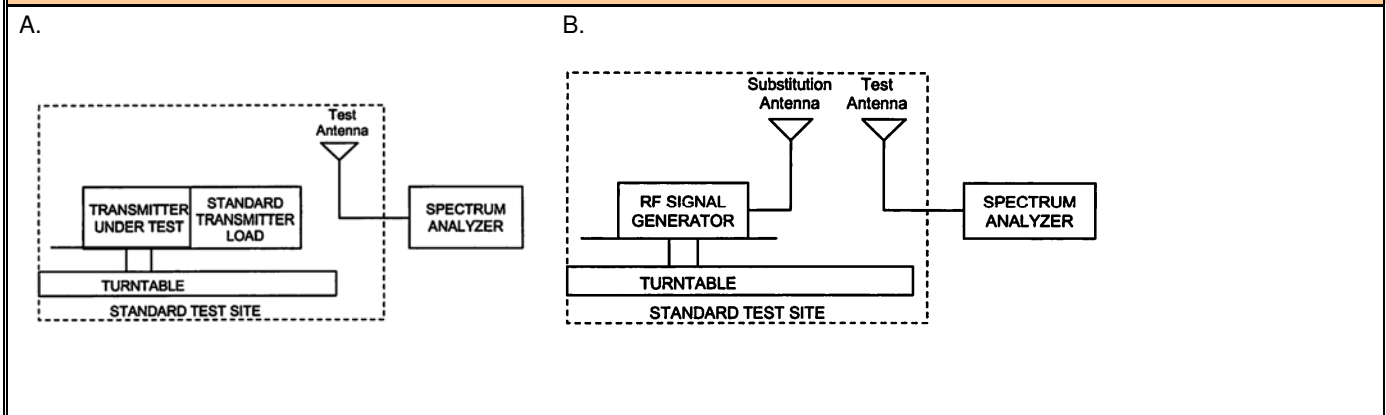 A.
Test
Antenna
TRANSMITTER
UNDER TEST
STANDARD
TRANSMITTER
LOAD
SPECTRUM
ANALYZER
TURNTABLE
STANDARD TEST SITE
B.
Substitution
Antenna
Test
Antenna
RF SIGNAL
GENERATOR
SPECTRUM
ANALYZER
TURNTABLE
STANDARD TEST SITE